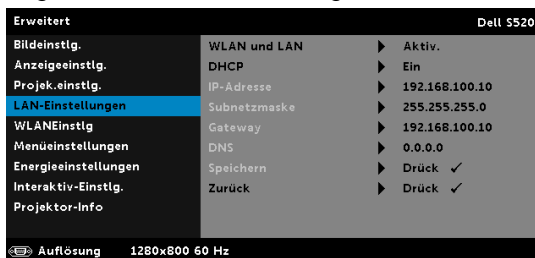 Erweitert Dell S520
Bildeinstlg. WLAN und LAN Aktiv.
Anzeigeeinstlg. DHCP Ein
Projek.einstlg. IP-Adresse 192.168.100.10
LAN-Einstellungen Subnetzmaske 255.255.255.0
WLANEinstlg Gateway 192.168.100.10
Menüeinstellungen DNS 0.0.0.0
Energieeinstellungen Speichern Drück ✓
Interaktiv-Einstlg. Zurück Drück ✓
Projektor-Info
Auflösung 1280x800 60 Hz